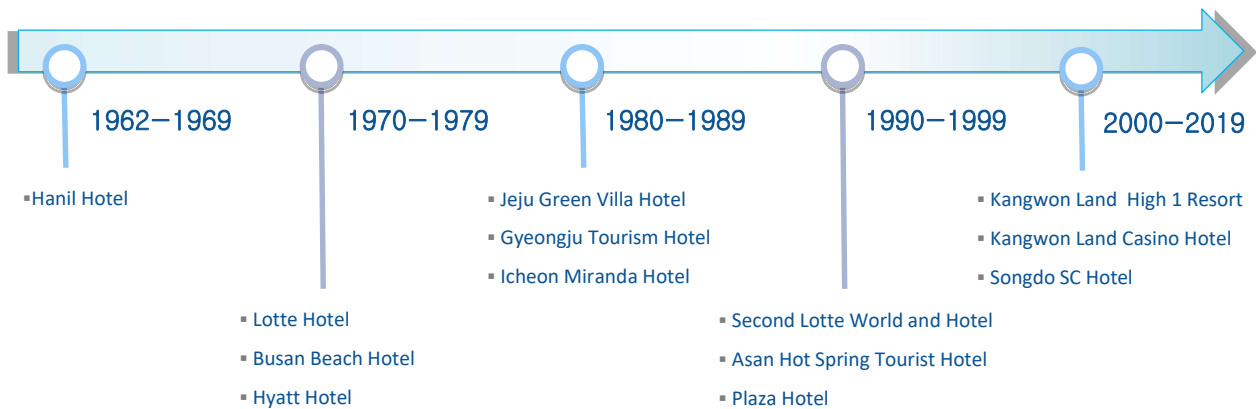 1962-1969
▪Hanil Hotel
1970-1979
▪ Lotte Hotel
▪ Busan Beach Hotel
▪ Hyatt Hotel
1980-1989
▪ Jeju Green Villa Hotel
▪ Gyeongju Tourism Hotel
▪ Icheon Miranda Hotel
1990-1999
▪ Second Lotte World and Hotel
▪ Asan Hot Spring Tourist Hotel
▪ Plaza Hotel
2000-2019
▪ Kangwon Land  High 1 Resort
▪ Kangwon Land Casino Hotel
▪ Songdo SC Hotel